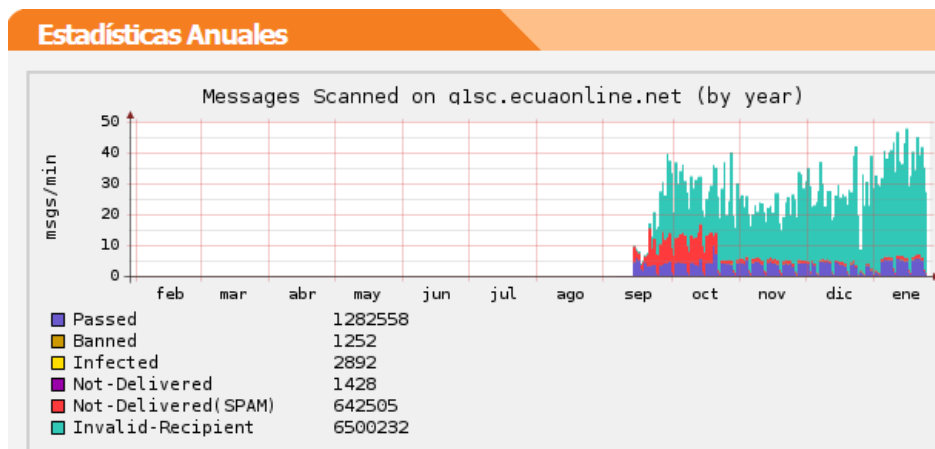 Estadísticas Anuales
Messages Scanned on q1sc.ecuaonline.net (by year)
msgs/min
50
40
30
20
10
0
feb mar abr may jun jul ago sep oct nov dic ene
Passed 1282558
Banned 1252
Infected 2892
Not-Delivered 1428
Not-Delivered(SPAM) 642505
Invalid-Recipient 6500232